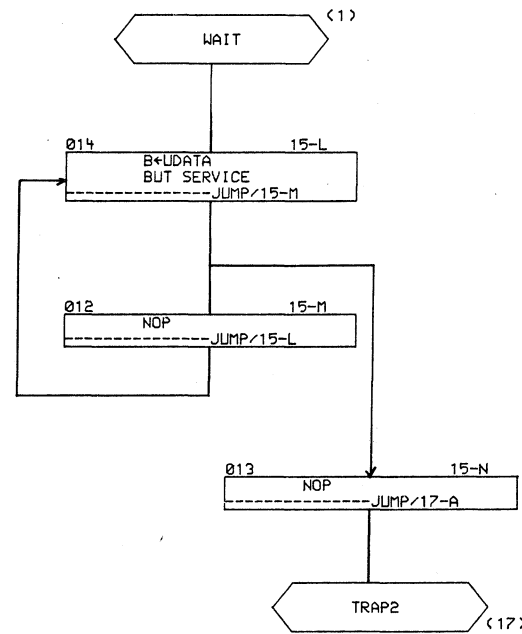 (1)
WAIT
014 15-L
B←UDATA
BUT SERVICE
--------------------JUMP/15-M
012 15-M
NOP
--------------------JUMP/15-L
013 15-N
NOP
--------------------JUMP/17-A
TRAP2
(17)